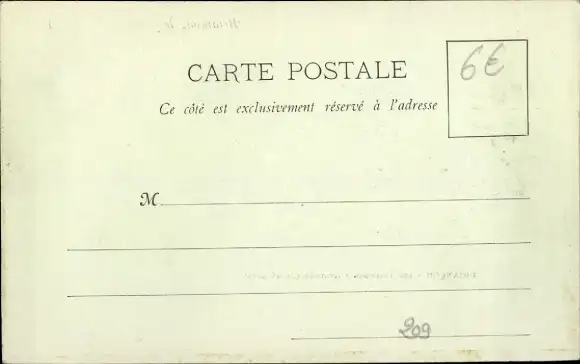 6€
CARTE POSTALE
Ce côté est exclusivement réservé à l'adresse
M
209